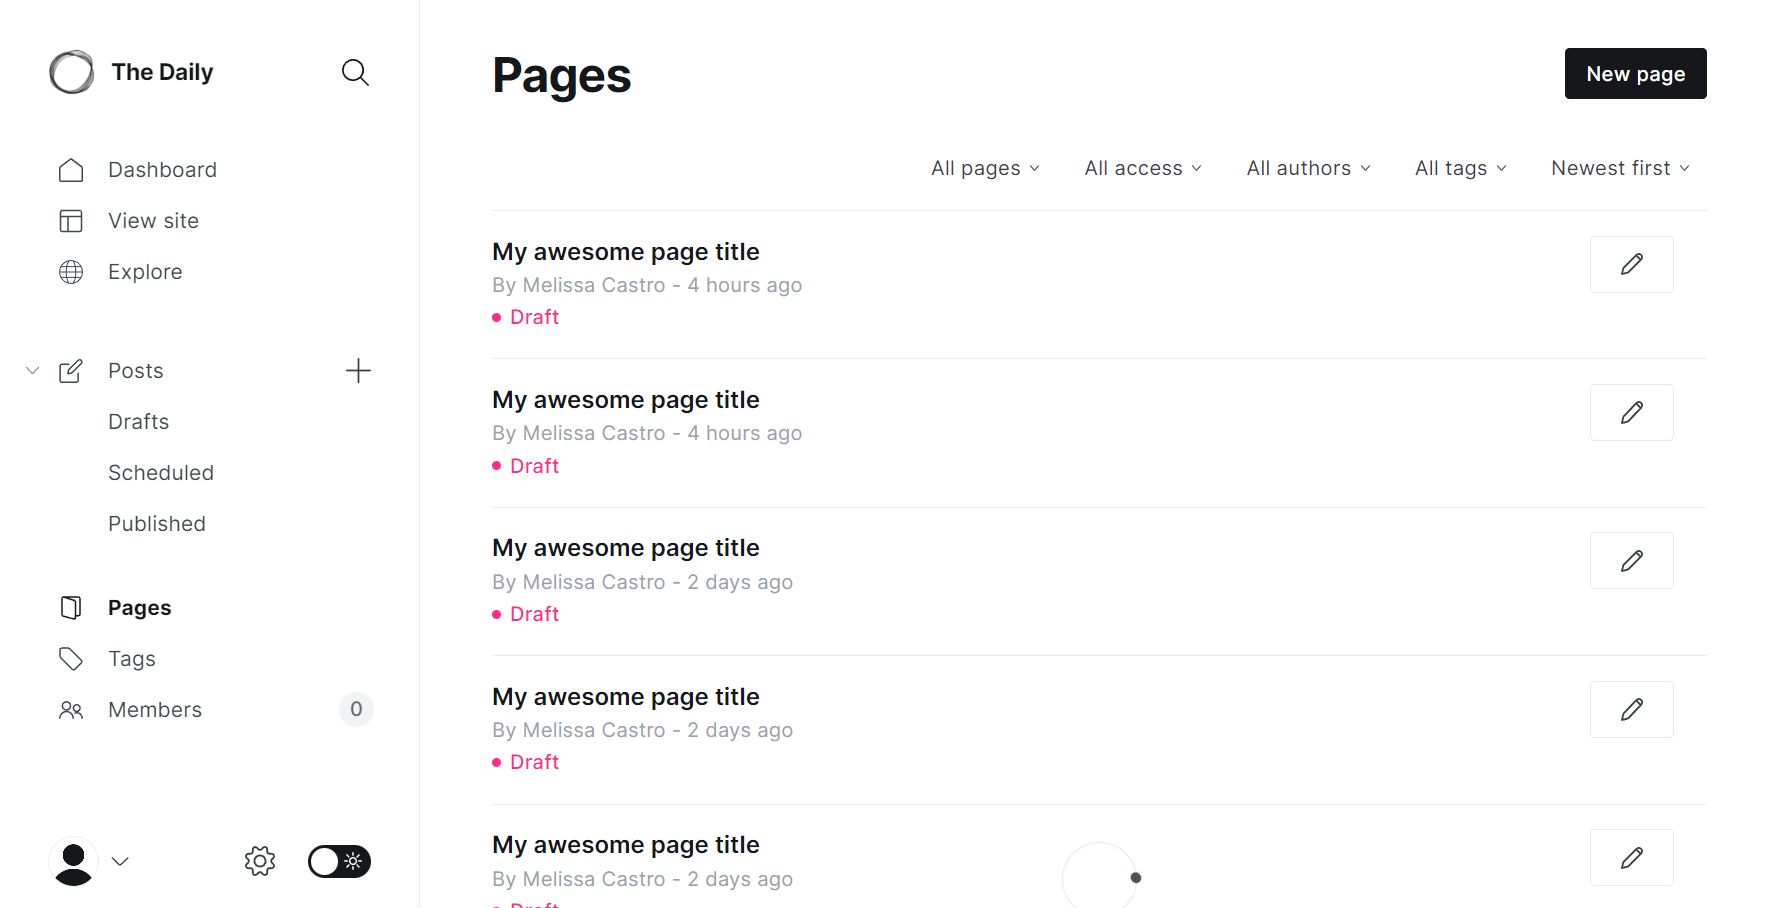 The Daily
Dashboard
View site
Explore
Posts
Drafts
Scheduled
Published
Pages
Tags
Members
0
Pages
New page
All pages
All access
All authors
All tags
Newest first
My awesome page title
By Melissa Castro - 4 hours ago
Draft
My awesome page title
By Melissa Castro - 4 hours ago
Draft
My awesome page title
By Melissa Castro - 2 days ago
Draft
My awesome page title
By Melissa Castro - 2 days ago
Draft
My awesome page title
By Melissa Castro - 2 days ago
Draft